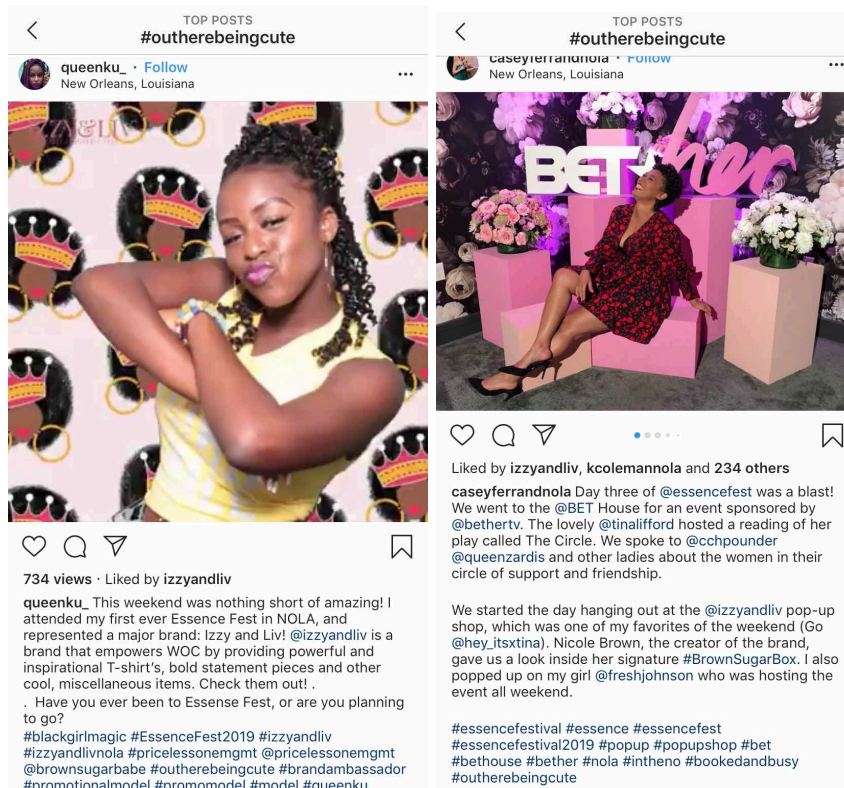 TOP POSTS
#outherebeingcute
queenku_ · Follow
New Orleans, Louisiana
IZZY&LIV
734 views · Liked by izzyandliv
queenku_ This weekend was nothing short of amazing! I
attended my first ever Essence Fest in NOLA, and
represented a major brand: Izzy and Liv! @izzyandliv is a
brand that empowers WOC by providing powerful and
inspirational T-shirt's, bold statement pieces and other
cool, miscellaneous items. Check them out! .
. Have you ever been to Essense Fest, or are you planning
to go?
#blackgirlmagic #EssenceFest2019 #izzyandliv
#izzyandlivnola #pricelessonemgmt @pricelessonemgmt
@brownsugarbabe #outherebeingcute #brandambassador
#promotionalmodel #promomodel #model #queenku
TOP POSTS
#outherebeingcute
caseyferrandnola · Follow
New Orleans, Louisiana
BET her
Liked by izzyandliv, kcolemannola and 234 others
caseyferrandnola Day three of @essencefest was a blast!
We went to the @BET House for an event sponsored by
@bethertv. The lovely @tinalifford hosted a reading of her
play called The Circle. We spoke to @cchpounder
@queenzardis and other ladies about the women in their
circle of support and friendship.
We started the day hanging out at the @izzyandliv pop-up
shop, which was one of my favorites of the weekend (Go
@hey_itsxtina). Nicole Brown, the creator of the brand,
gave us a look inside her signature #BrownSugarBox. I also
popped up on my girl @freshjohnson who was hosting the
event all weekend.
#essencefestival #essence #essencefest
#essencefestival2019 #popup #popupshop #bet
#bethouse #bether #nola #intheno #bookedandbusy
#outherebeingcute